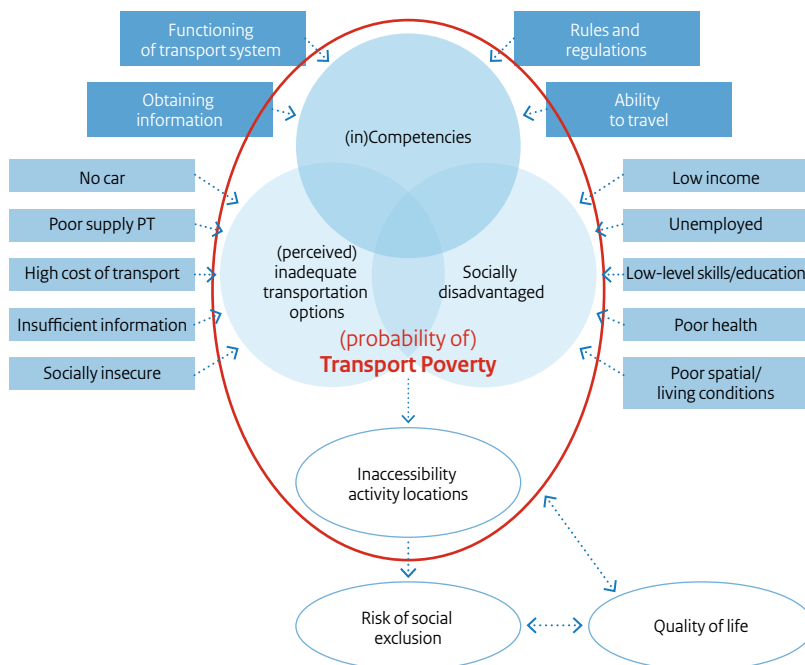 Functioning
of transport system
Rules and
regulations
Obtaining
information
Ability
to travel
(in)Competencies
No car
Poor supply PT
High cost of transport
Insufficient information
Socially insecure
Low income
Unemployed
Low-level skills/education
Poor health
Poor spatial/
living conditions
(perceived)
inadequate
transportation
options
Socially
disadvantaged
(probability of)
Transport Poverty
Inaccessibility
activity locations
Risk of social
exclusion
Quality of life